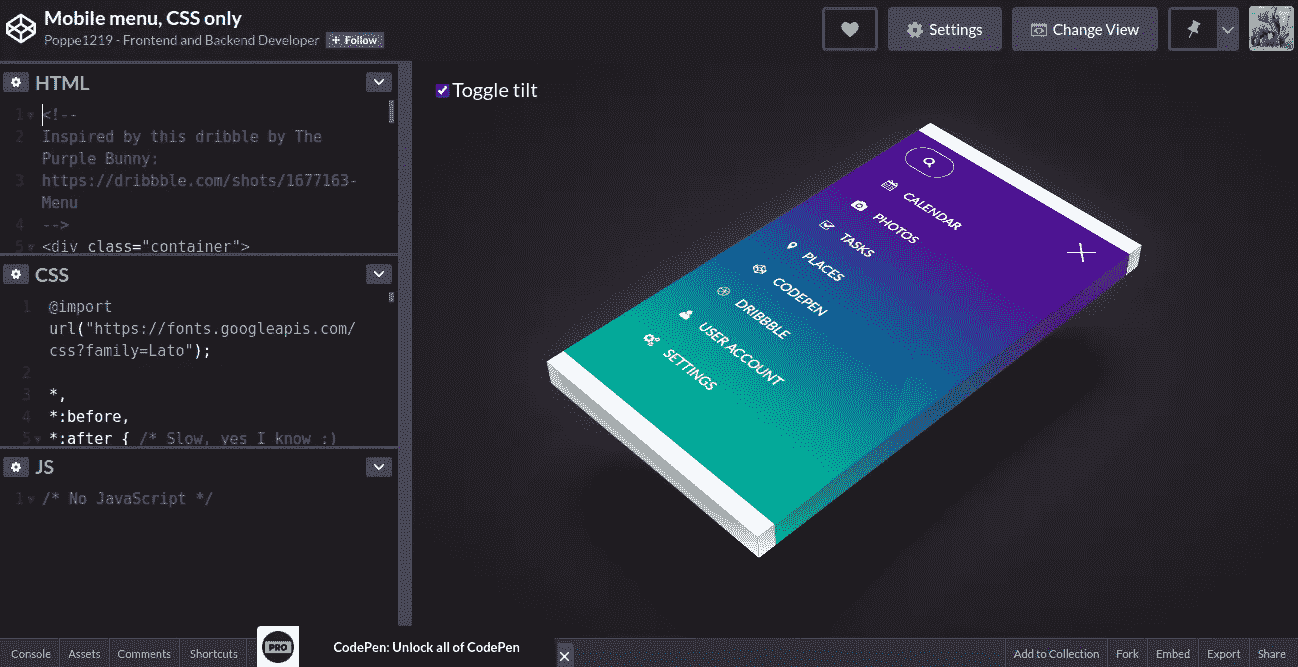 Mobile menu, CSS only
Poppe1219 - Frontend and Backend Developer + Follow
Settings
Change View
HTML
1 <!--
2 Inspired by this dribble by The
Purple Bunny:
3 https://dribbble.com/shots/1677163-
Menu
4 -->
5 <div class="container">
CSS
1 @import
url("https://fonts.googleapis.com/
css?family=Lato");
2
3 *,
4 *:before,
5 *:after { /* Slow, yes I know :)
JS
1 /* No JavaScript */
Toggle tilt
CALENDAR
PHOTOS
TASKS
PLACES
CODEPEN
DRIBBBLE
USER ACCOUNT
SETTINGS
Console
Assets
Comments
Shortcuts
PRO
CodePen: Unlock all of CodePen
Add to Collection
Fork
Embed
Export
Share